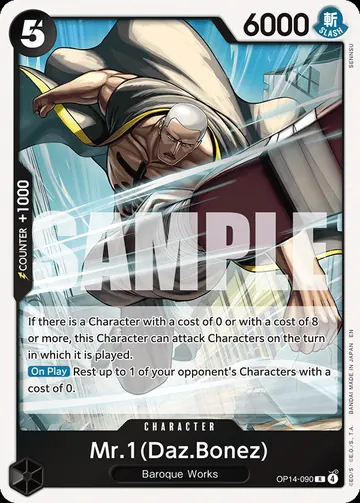 5
6000
斬
SLASH
SENNSU
COUNTER +1000
SAMPLE
If there is a Character with a cost of 0 or with a cost of 8
or more, this Character can attack Characters on the turn
in which it is played.
On Play Rest up to 1 of your opponent's Characters with a
cost of 0.
CHARACTER
Mr.1(Daz.Bonez)
Baroque Works
OP14-090 R 4
©E.O./S. ©E.O./S., T.A. BANDAI MADE IN JAPAN EN